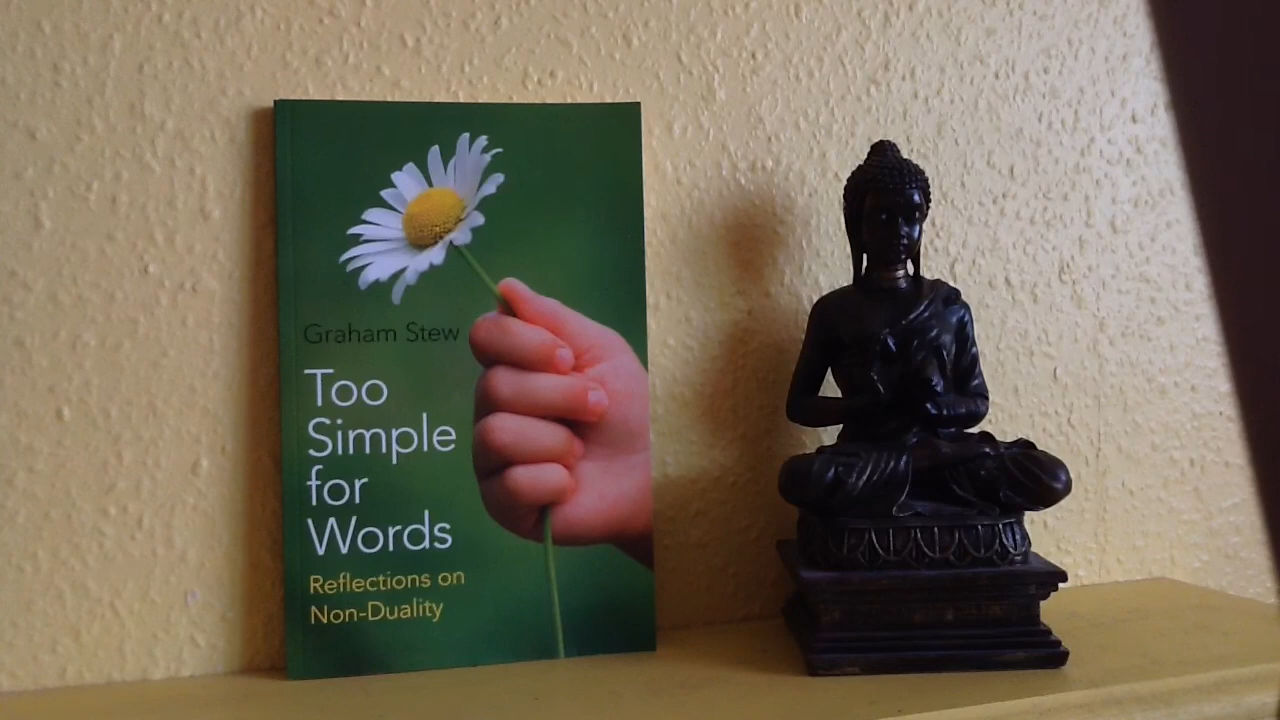 Graham Stew
Too
Simple
for
Words
Reflections on
Non-Duality